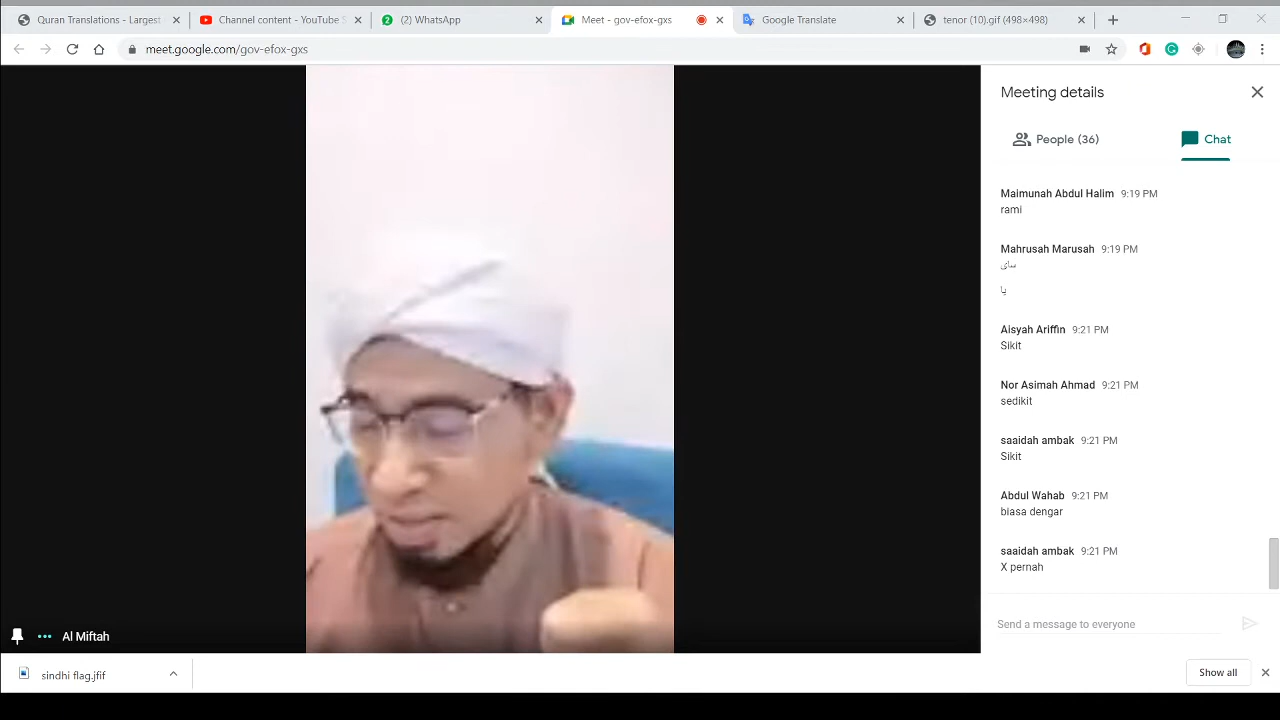 Quran Translations - Largest
Channel content - YouTube S
(2) WhatsApp
Meet - gov-efox-gxs
Google Translate
tenor (10).gif (498×498)
meet.google.com/gov-efox-gxs
Meeting details
People (36)
Chat
Maimunah Abdul Halim 9:19 PM
rami
Mahrusah Marusah 9:19 PM
ساى
يا
Aisyah Ariffin 9:21 PM
Sikit
Nor Asimah Ahmad 9:21 PM
sedikit
saaidah ambak 9:21 PM
Sikit
Abdul Wahab 9:21 PM
biasa dengar
saaidah ambak 9:21 PM
X pernah
Send a message to everyone
Al Miftah
sindhi flag.jfif
Show all